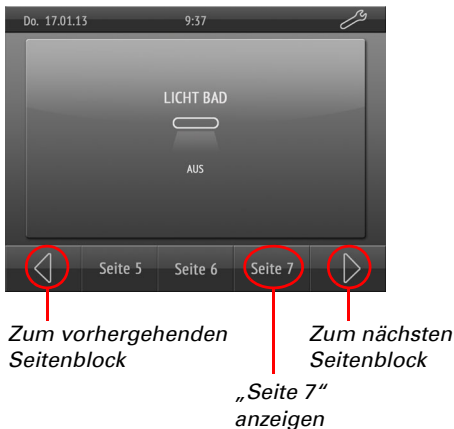 Do. 17.01.13 9:37
LICHT BAD
AUS
Seite 5 Seite 6 Seite 7
Zum vorhergehenden
Seitenblock
Zum nächsten
Seitenblock
„Seite 7“
anzeigen